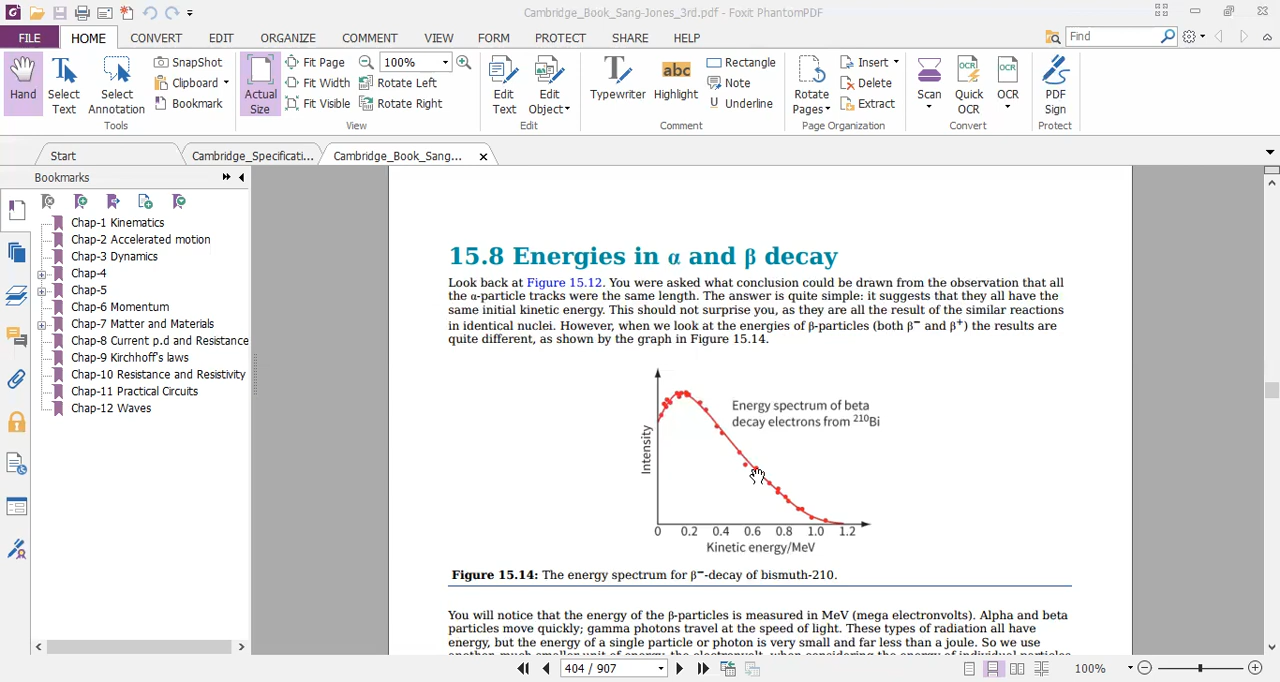 Cambridge_Book_Sang-Jones_3rd.pdf - Foxit PhantomPDF
FILE HOME CONVERT EDIT ORGANIZE COMMENT VIEW FORM PROTECT SHARE HELP Find
Hand
Select Text
Select Annotation
SnapShot
Clipboard
Bookmark
Tools
Actual Size
Fit Page
Fit Width
Fit Visible
100%
Rotate Left
Rotate Right
View
Edit Text
Edit Object
Edit
Typewriter
Highlight
Rectangle
Note
Underline
Comment
Rotate Pages
Insert
Delete
Extract
Page Organization
Scan
Quick OCR
OCR
Convert
PDF Sign
Protect
Start Cambridge_Specificati... Cambridge_Book_Sang...
Bookmarks
Chap-1 Kinematics
Chap-2 Accelerated motion
Chap-3 Dynamics
Chap-4
Chap-5
Chap-6 Momentum
Chap-7 Matter and Materials
Chap-8 Current p.d and Resistance
Chap-9 Kirchhoff's laws
Chap-10 Resistance and Resistivity
Chap-11 Practical Circuits
Chap-12 Waves
15.8 Energies in α and β decay
Look back at Figure 15.12. You were asked what conclusion could be drawn from the observation that all
the α-particle tracks were the same length. The answer is quite simple: it suggests that they all have the
same initial kinetic energy. This should not surprise you, as they are all the result of the similar reactions
in identical nuclei. However, when we look at the energies of β-particles (both β⁻ and β⁺) the results are
quite different, as shown by the graph in Figure 15.14.
Energy spectrum of beta
decay electrons from ²¹⁰Bi
Intensity
0 0.2 0.4 0.6 0.8 1.0 1.2
Kinetic energy/MeV
Figure 15.14: The energy spectrum for β⁻-decay of bismuth-210.
You will notice that the energy of the β-particles is measured in MeV (mega electronvolts). Alpha and beta
particles move quickly; gamma photons travel at the speed of light. These types of radiation all have
energy, but the energy of a single particle or photon is very small and far less than a joule. So we use
404 / 907
100%